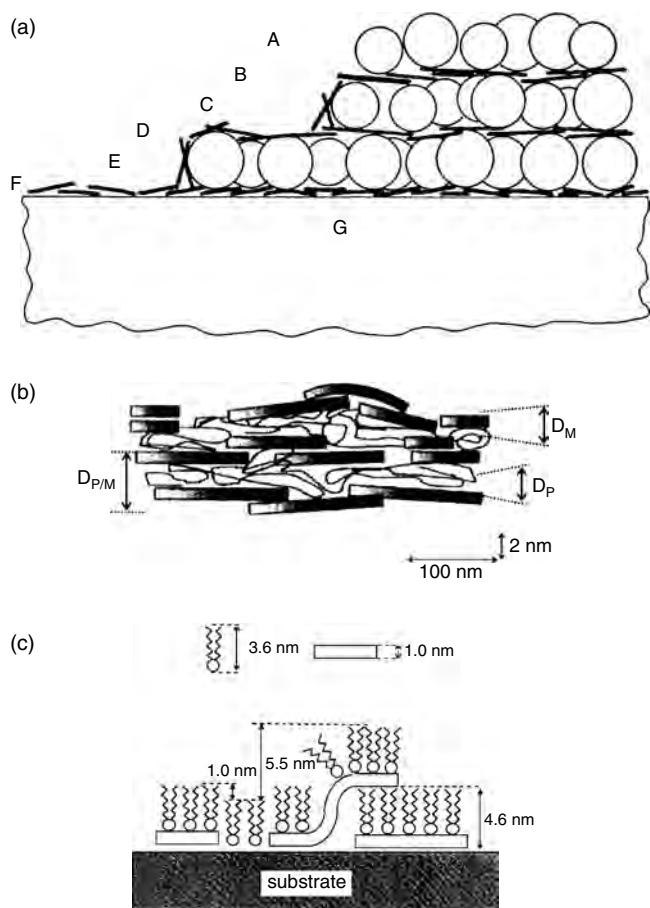 (a)
A
B
C
D
E
F
G
(b)
D_M
D_P/M
D_P
2 nm
100 nm
(c)
3.6 nm
1.0 nm
1.0 nm
5.5 nm
4.6 nm
substrate